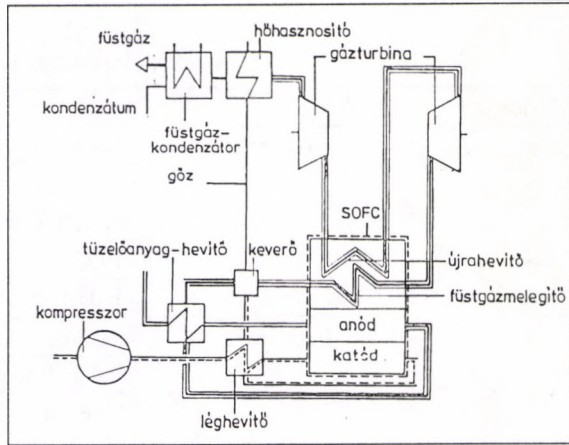 füstgáz
hőhasznosító
gázturbina
kondenzátum
füstgáz-
kondenzátor
gőz
SOFC
tüzelőanyag-hevítő
keverő
újrahevítő
füstgázmelegítő
kompresszor
anód
katód
léghevítő